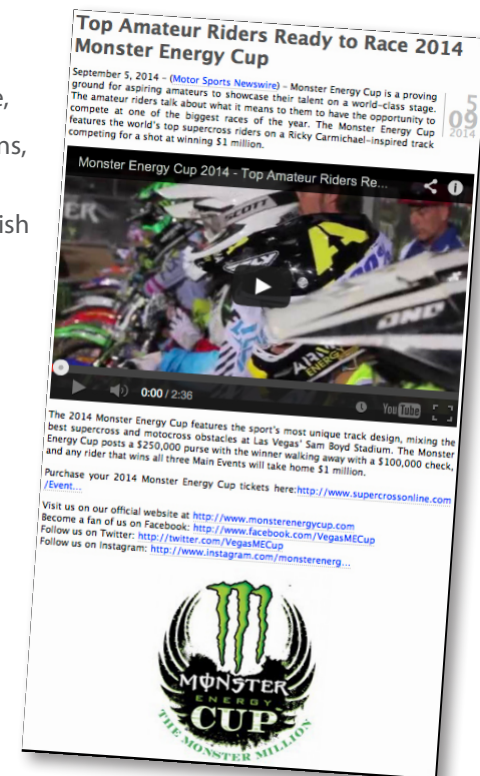 e,
ns,
ish
Top Amateur Riders Ready to Race 2014
Monster Energy Cup
5
09
2014
September 5, 2014 – (Motor Sports Newswire) – Monster Energy Cup is a proving
ground for aspiring amateurs to showcase their talent on a world-class stage.
The amateur riders talk about what it means to them to have the opportunity to
compete at one of the biggest races of the year. The Monster Energy Cup
features the world's top supercross riders on a Ricky Carmichael-inspired track
competing for a shot at winning $1 million.
Monster Energy Cup 2014 - Top Amateur Riders Re...
SCOTT
FLY
A
ENERGY
0:00 / 2:36
YouTube
The 2014 Monster Energy Cup features the sport's most unique track design, mixing the
best supercross and motocross obstacles at Las Vegas' Sam Boyd Stadium. The Monster
Energy Cup posts a $250,000 purse with the winner walking away with a $100,000 check,
and any rider that wins all three Main Events will take home $1 million.
Purchase your 2014 Monster Energy Cup tickets here:http://www.supercrossonline.com
/Event...
Visit us on our official website at http://www.monsterenergycup.com
Become a fan of us on Facebook: http://www.facebook.com/VegasMECup
Follow us on Twitter: http://twitter.com/VegasMECup
Follow us on Instagram: http://www.instagram.com/monsterenerg...
MONSTER
ENERGY
CUP
THE MONSTER MILLION